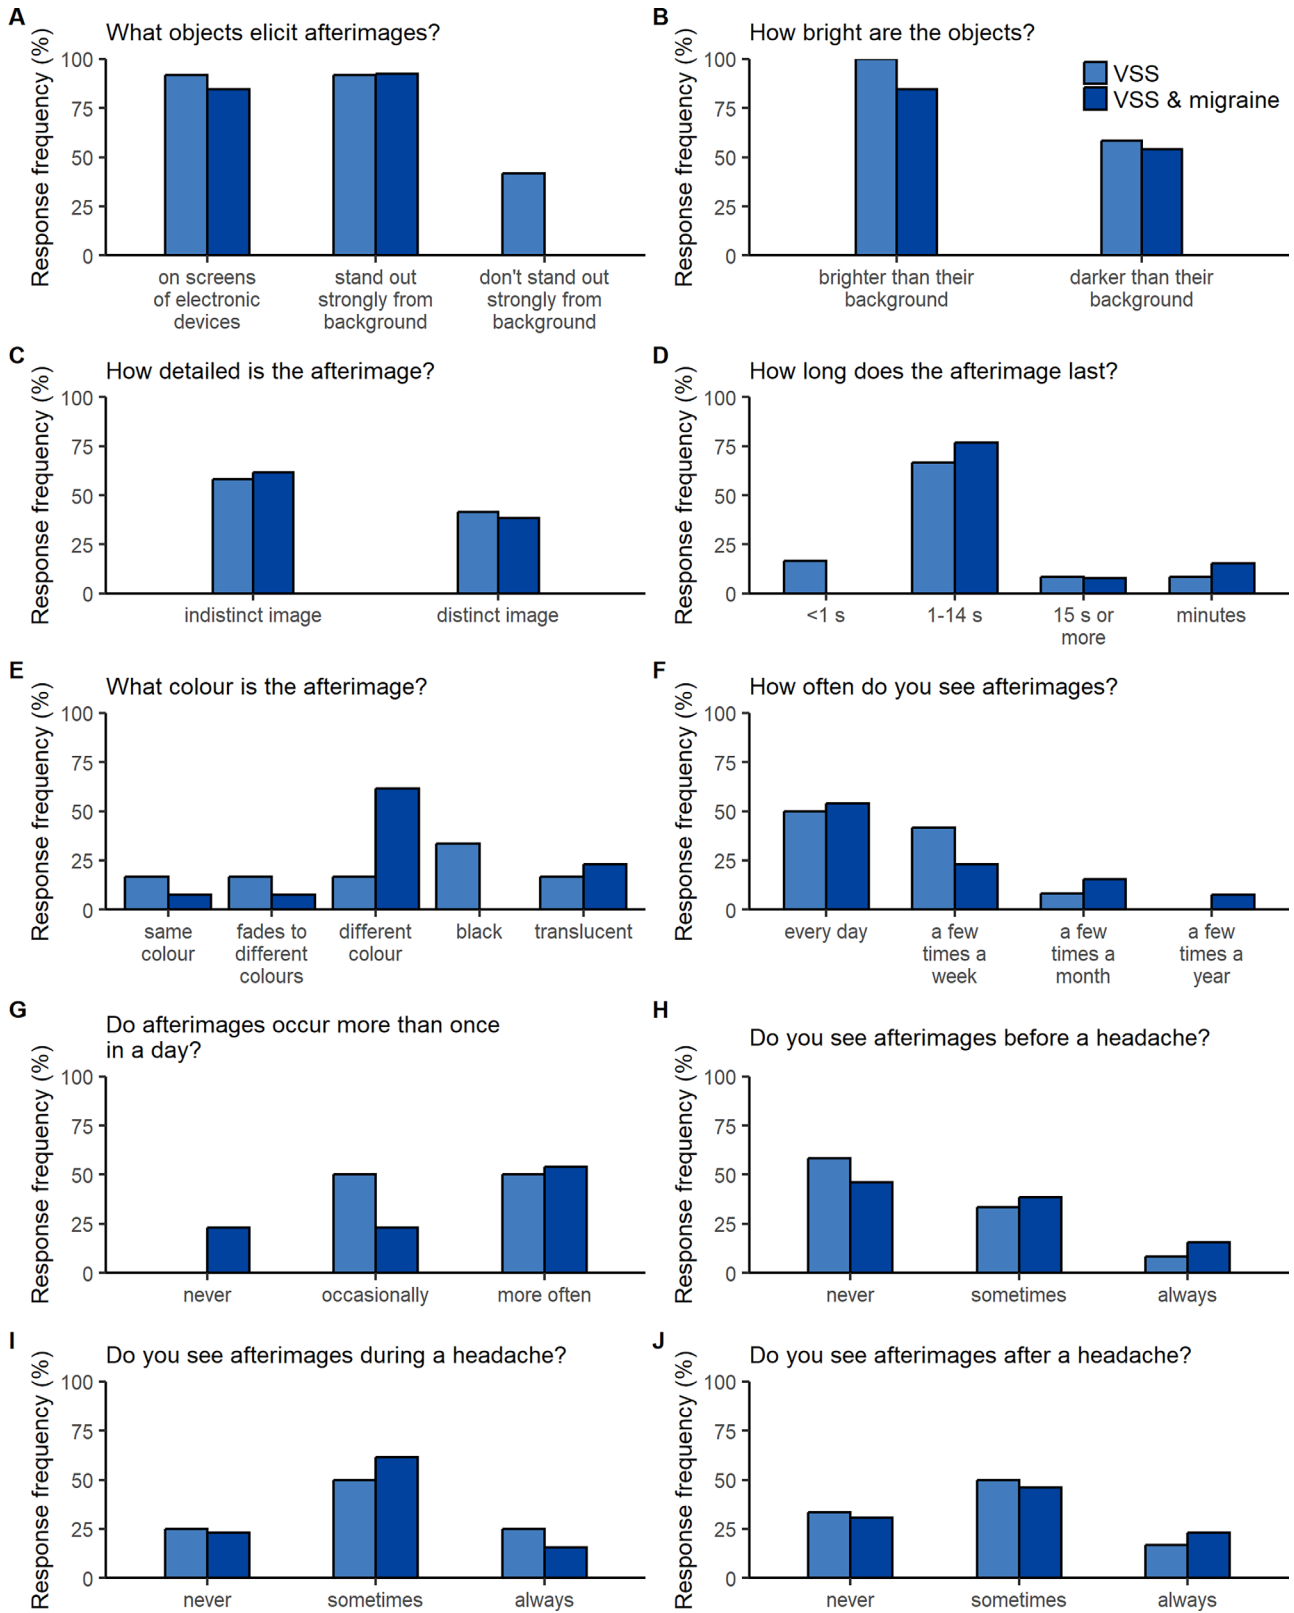 A
What objects elicit afterimages?
Response frequency (%)
100
75
50
25
0
on screens
of electronic
devices
stand out
strongly from
background
don't stand out
strongly from
background
B
How bright are the objects?
Response frequency (%)
100
75
50
25
0
VSS
VSS & migraine
brighter than their
background
darker than their
background
C
How detailed is the afterimage?
Response frequency (%)
100
75
50
25
0
indistinct image
distinct image
D
How long does the afterimage last?
Response frequency (%)
100
75
50
25
0
<1 s
1-14 s
15 s or
more
minutes
E
What colour is the afterimage?
Response frequency (%)
100
75
50
25
0
same
colour
fades to
different
colours
different
colour
black
translucent
F
How often do you see afterimages?
Response frequency (%)
100
75
50
25
0
every day
a few
times a
week
a few
times a
month
a few
times a
year
G
Do afterimages occur more than once
in a day?
Response frequency (%)
100
75
50
25
0
never
occasionally
more often
H
Do you see afterimages before a headache?
Response frequency (%)
100
75
50
25
0
never
sometimes
always
I
Do you see afterimages during a headache?
Response frequency (%)
100
75
50
25
0
never
sometimes
always
J
Do you see afterimages after a headache?
Response frequency (%)
100
75
50
25
0
never
sometimes
always